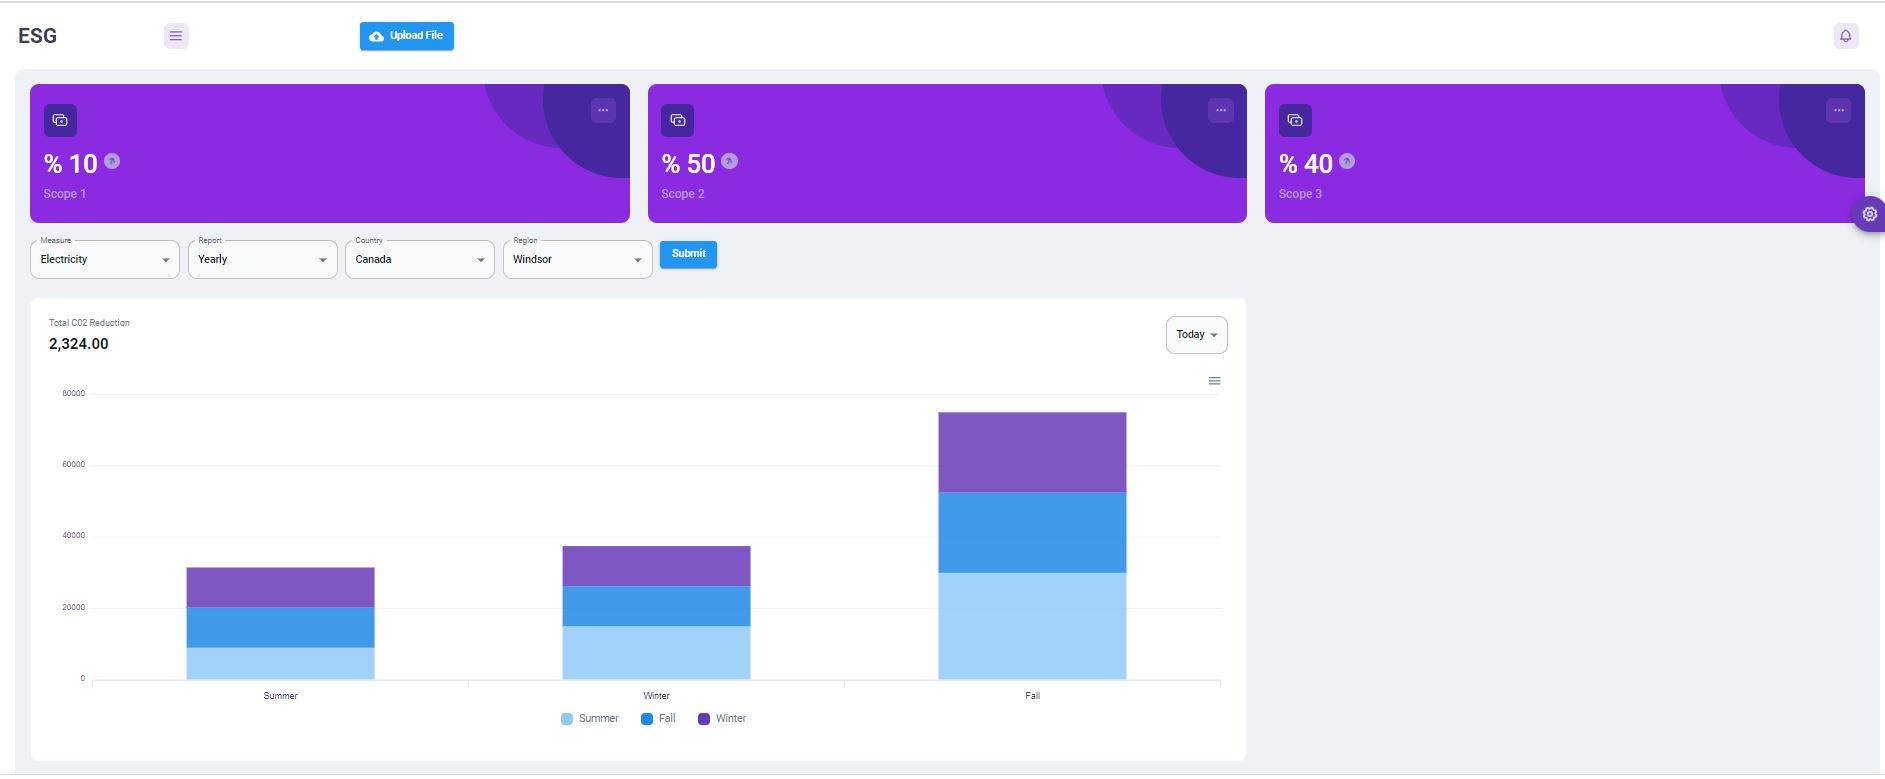 ESG
Upload File
% 10
Scope 1
% 50
Scope 2
% 40
Scope 3
Measure
Electricity
Report
Yearly
Country
Canada
Region
Windsor
Submit
Total C02 Reduction
2,324.00
Today
80000
60000
40000
20000
0
Summer Winter Fall
Summer Fall Winter